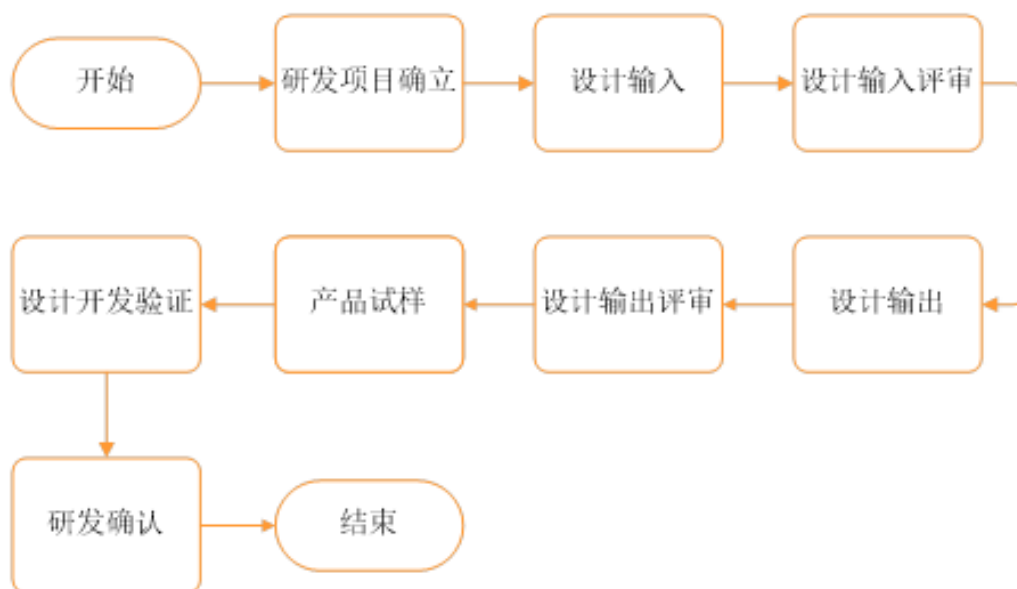 开始
研发项目确立
设计输入
设计输入评审
设计输出
设计输出评审
产品试样
设计开发验证
研发确认
结束